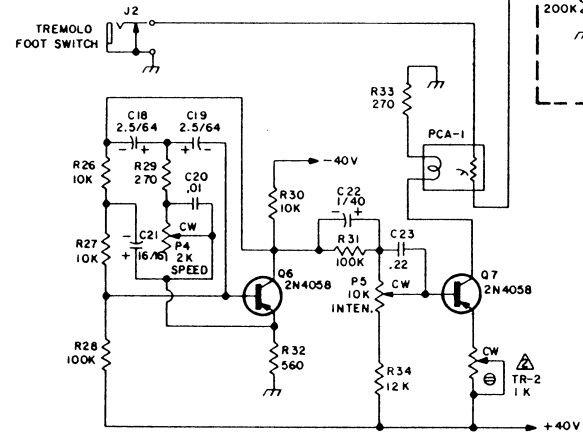 200K
J2
TREMOLO
FOOT SWITCH
R33
270
PCA-1
C18
2.5/64
- +
C19
2.5/64
+ -
-40V
R26
10K
R29
270
C20
.01
R30
10K
C22
1/40
- +
R27
10K
-
+
C21
16/16
CW
P4
2K
SPEED
R31
100K
C23
.22
Q6
2N4058
P5
10K
INTEN.
CW
Q7
2N4058
R28
100K
R32
560
R34
12K
CW
2
TR-2
1K
+40V